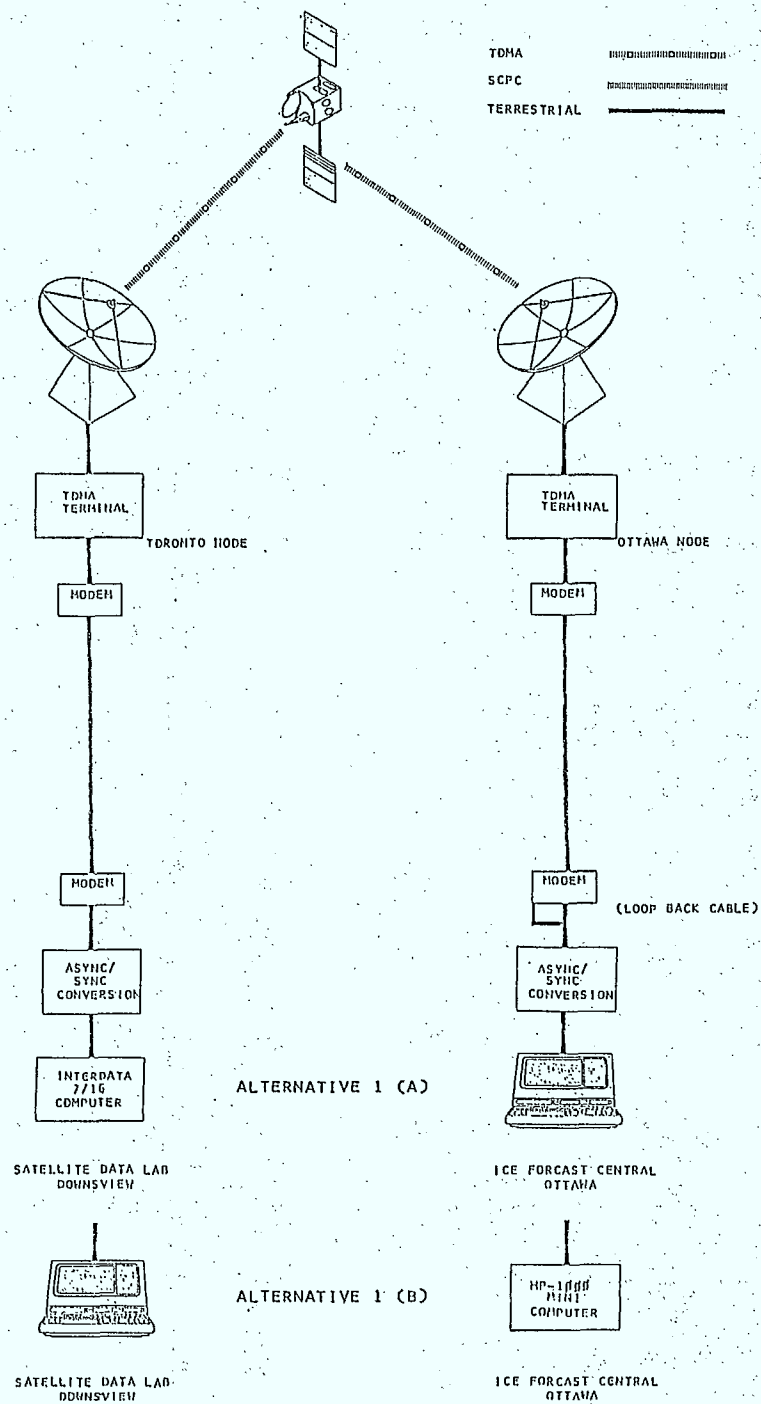 TDMA
SCPC
TERRESTRIAL
TDMA
TERMINAL
TORONTO NODE
TDMA
TERMINAL
OTTAWA NODE
MODEM
MODEM
MODEM
MODEM
(LOOP BACK CABLE)
ASYNC/
SYNC
CONVERSION
ASYNC/
SYNC
CONVERSION
INTERDATA
7/16
COMPUTER
ALTERNATIVE 1 (A)
SATELLITE DATA LAB
DOWNSVIEW
ICE FORCAST CENTRAL
OTTAWA
ALTERNATIVE 1 (B)
HP-1000
MINI
COMPUTER
SATELLITE DATA LAB
DOWNSVIEW
ICE FORCAST CENTRAL
OTTAWA